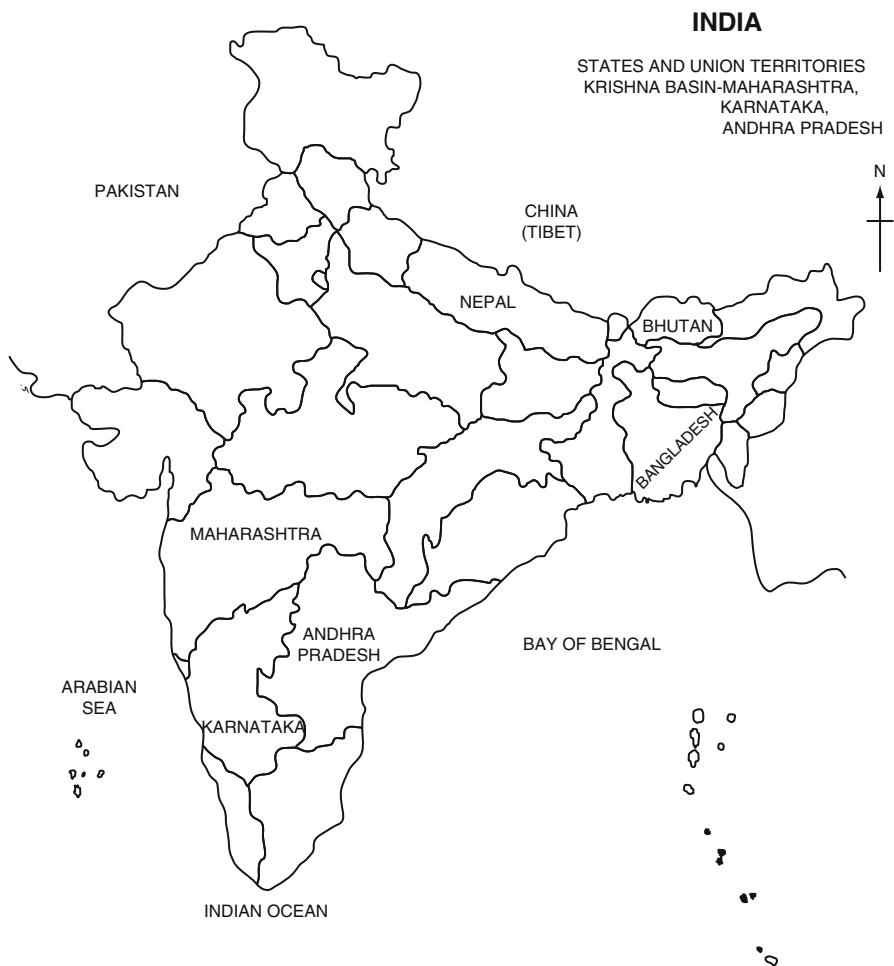 INDIA
STATES AND UNION TERRITORIES
KRISHNA BASIN-MAHARASHTRA,
KARNATAKA,
ANDHRA PRADESH
N
PAKISTAN
CHINA
(TIBET)
NEPAL
BHUTAN
BANGLADESH
MAHARASHTRA
ANDHRA
PRADESH
BAY OF BENGAL
ARABIAN
SEA
KARNATAKA
INDIAN OCEAN